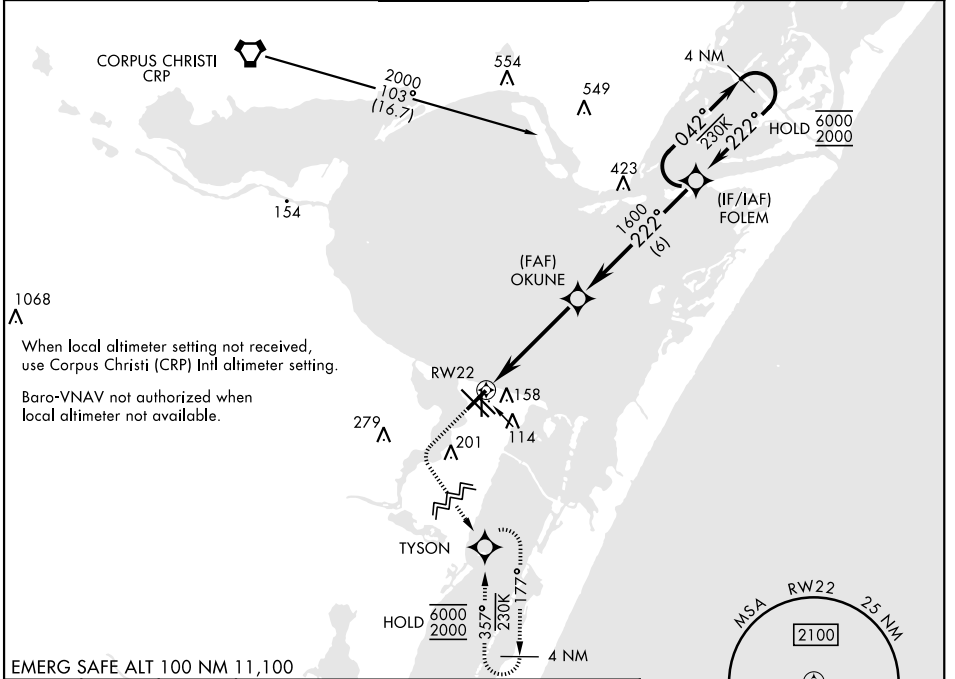 CORPUS CHRISTI
CRP
2000
103°
(16.7)
554
549
4 NM
042°
230K
222°
HOLD 6000
2000
423
(IF/IAF)
FOLEM
154
1600
222°
(6)
(FAF)
OKUNE
1068
When local altimeter setting not received,
use Corpus Christi (CRP) Intl altimeter setting.
Baro-VNAV not authorized when
local altimeter not available.
RW22
158
114
279
201
TYSON
HOLD 6000
2000
357°
230K
177°
4 NM
MSA RW22 25 NM
2100
EMERG SAFE ALT 100 NM 11,100